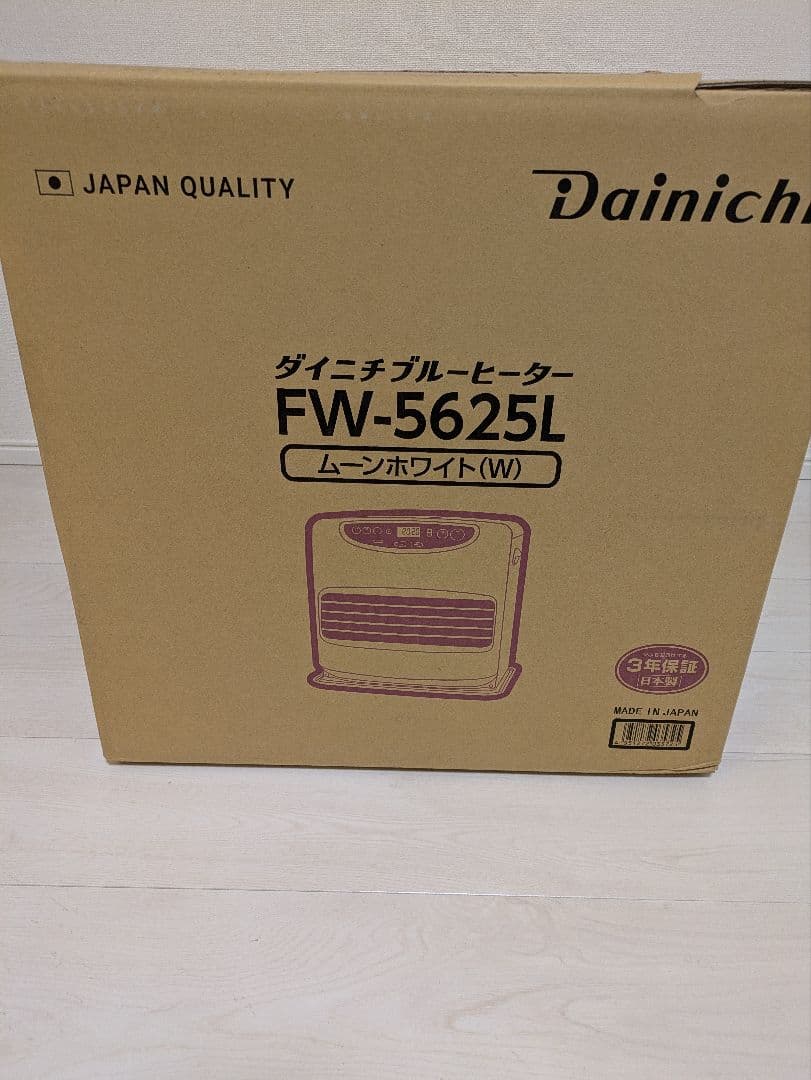 JAPAN QUALITY
Dainichi
ダイニチブルーヒーター
FW-5625L
ムーンホワイト(W)
3年保証
日本製
MADE IN JAPAN